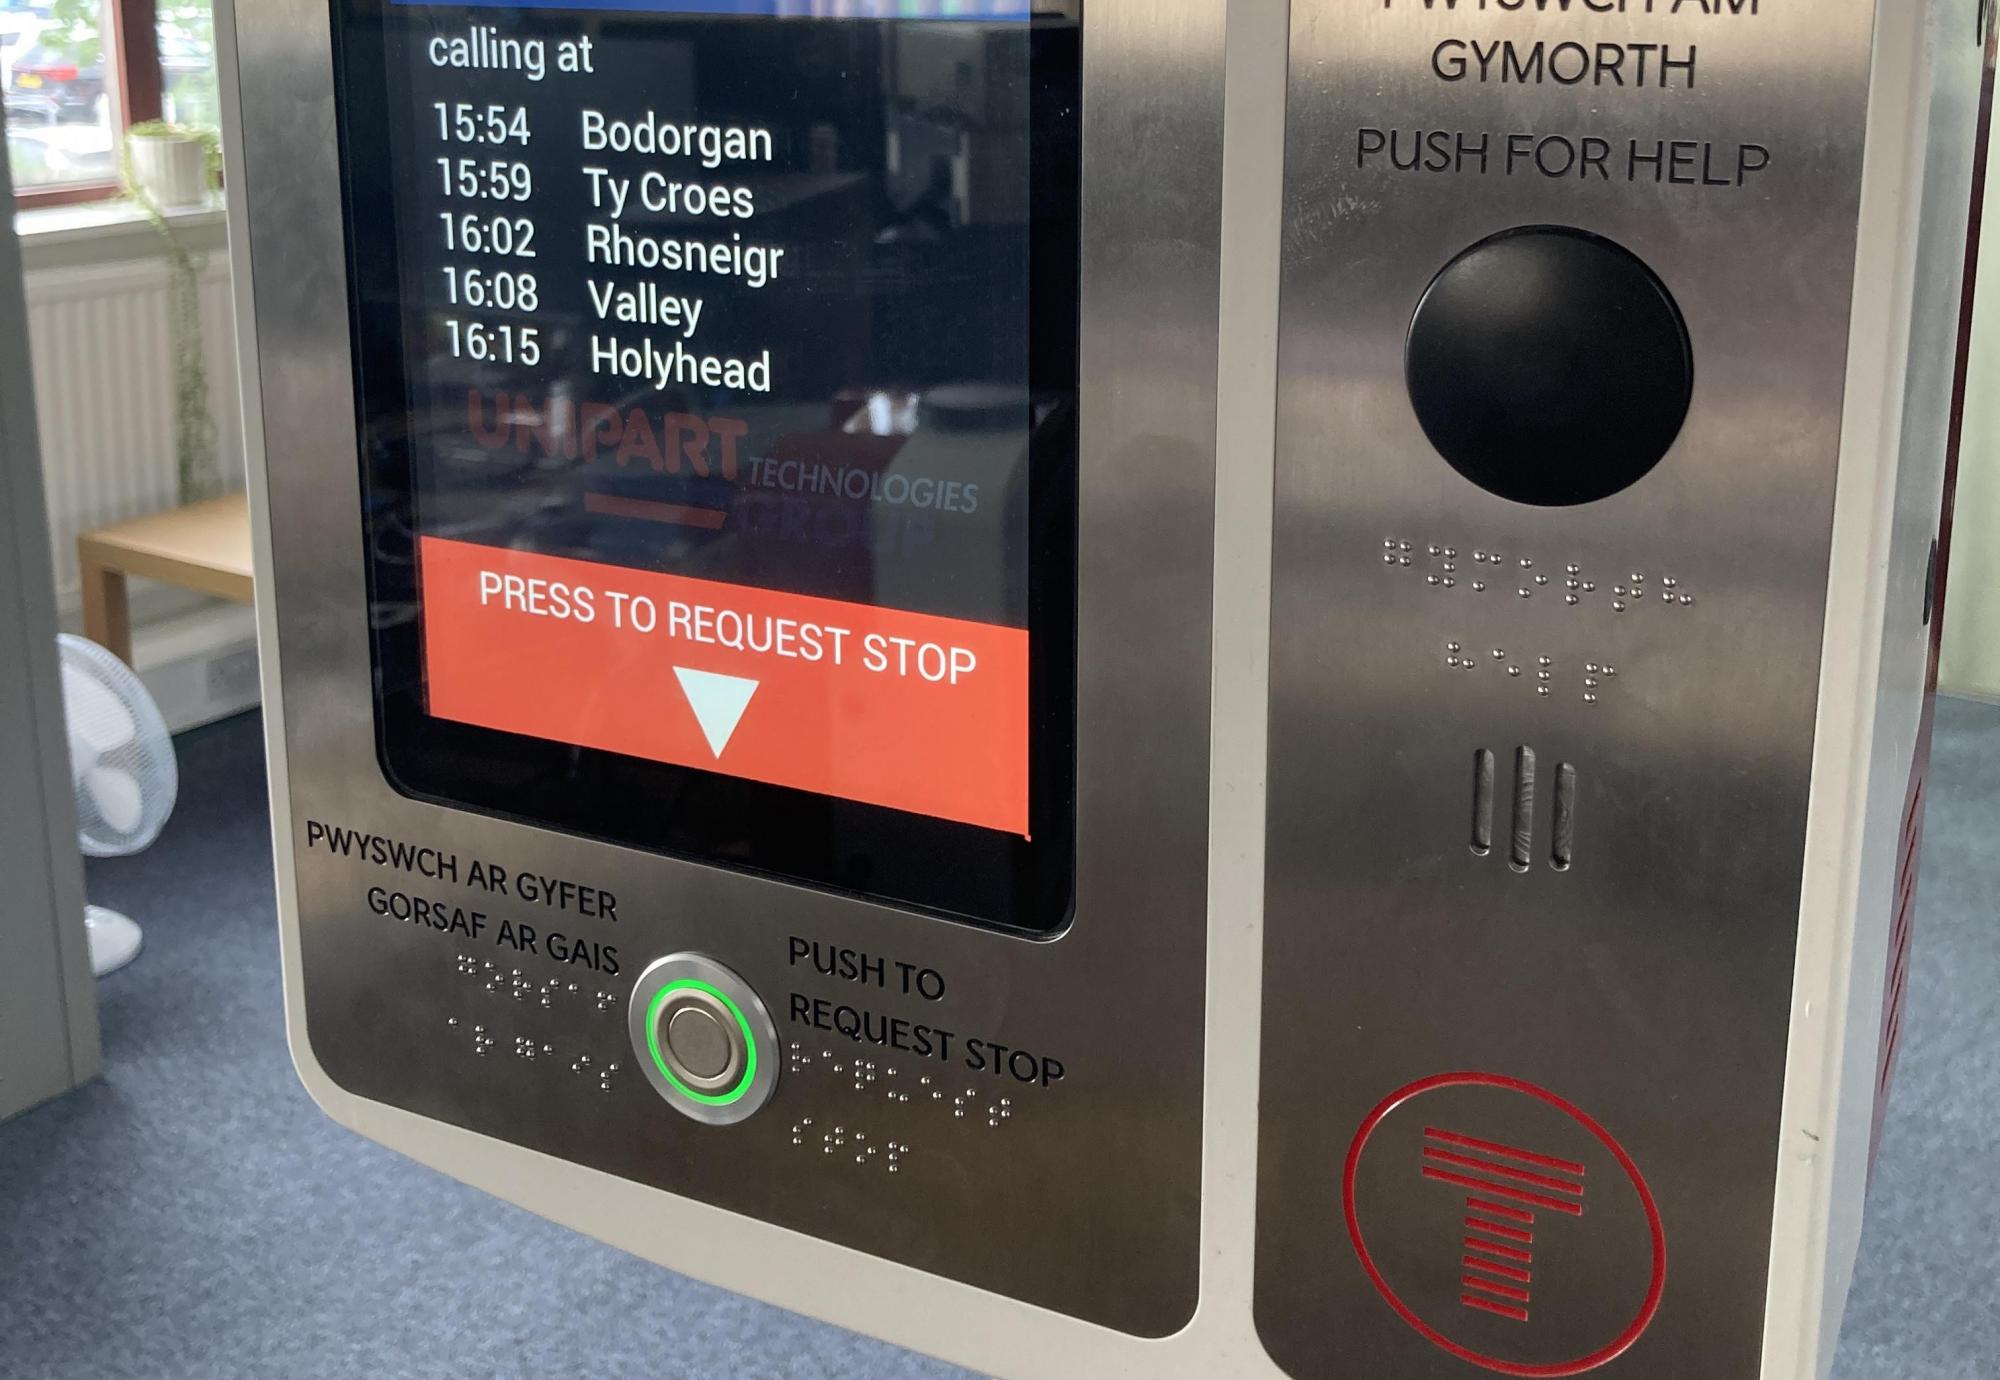 calling at
15:54 Bodorgan
15:59 Ty Croes
16:02 Rhosneigr
16:08 Valley
16:15 Holyhead
UNIPART
TECHNOLOGIES
GROUP
PRESS TO REQUEST STOP
PWYSWCH AR GYFER
GORSAF AR GAIS
PUSH TO
REQUEST STOP
PWYSWCH AM
GYMORTH
PUSH FOR HELP
T